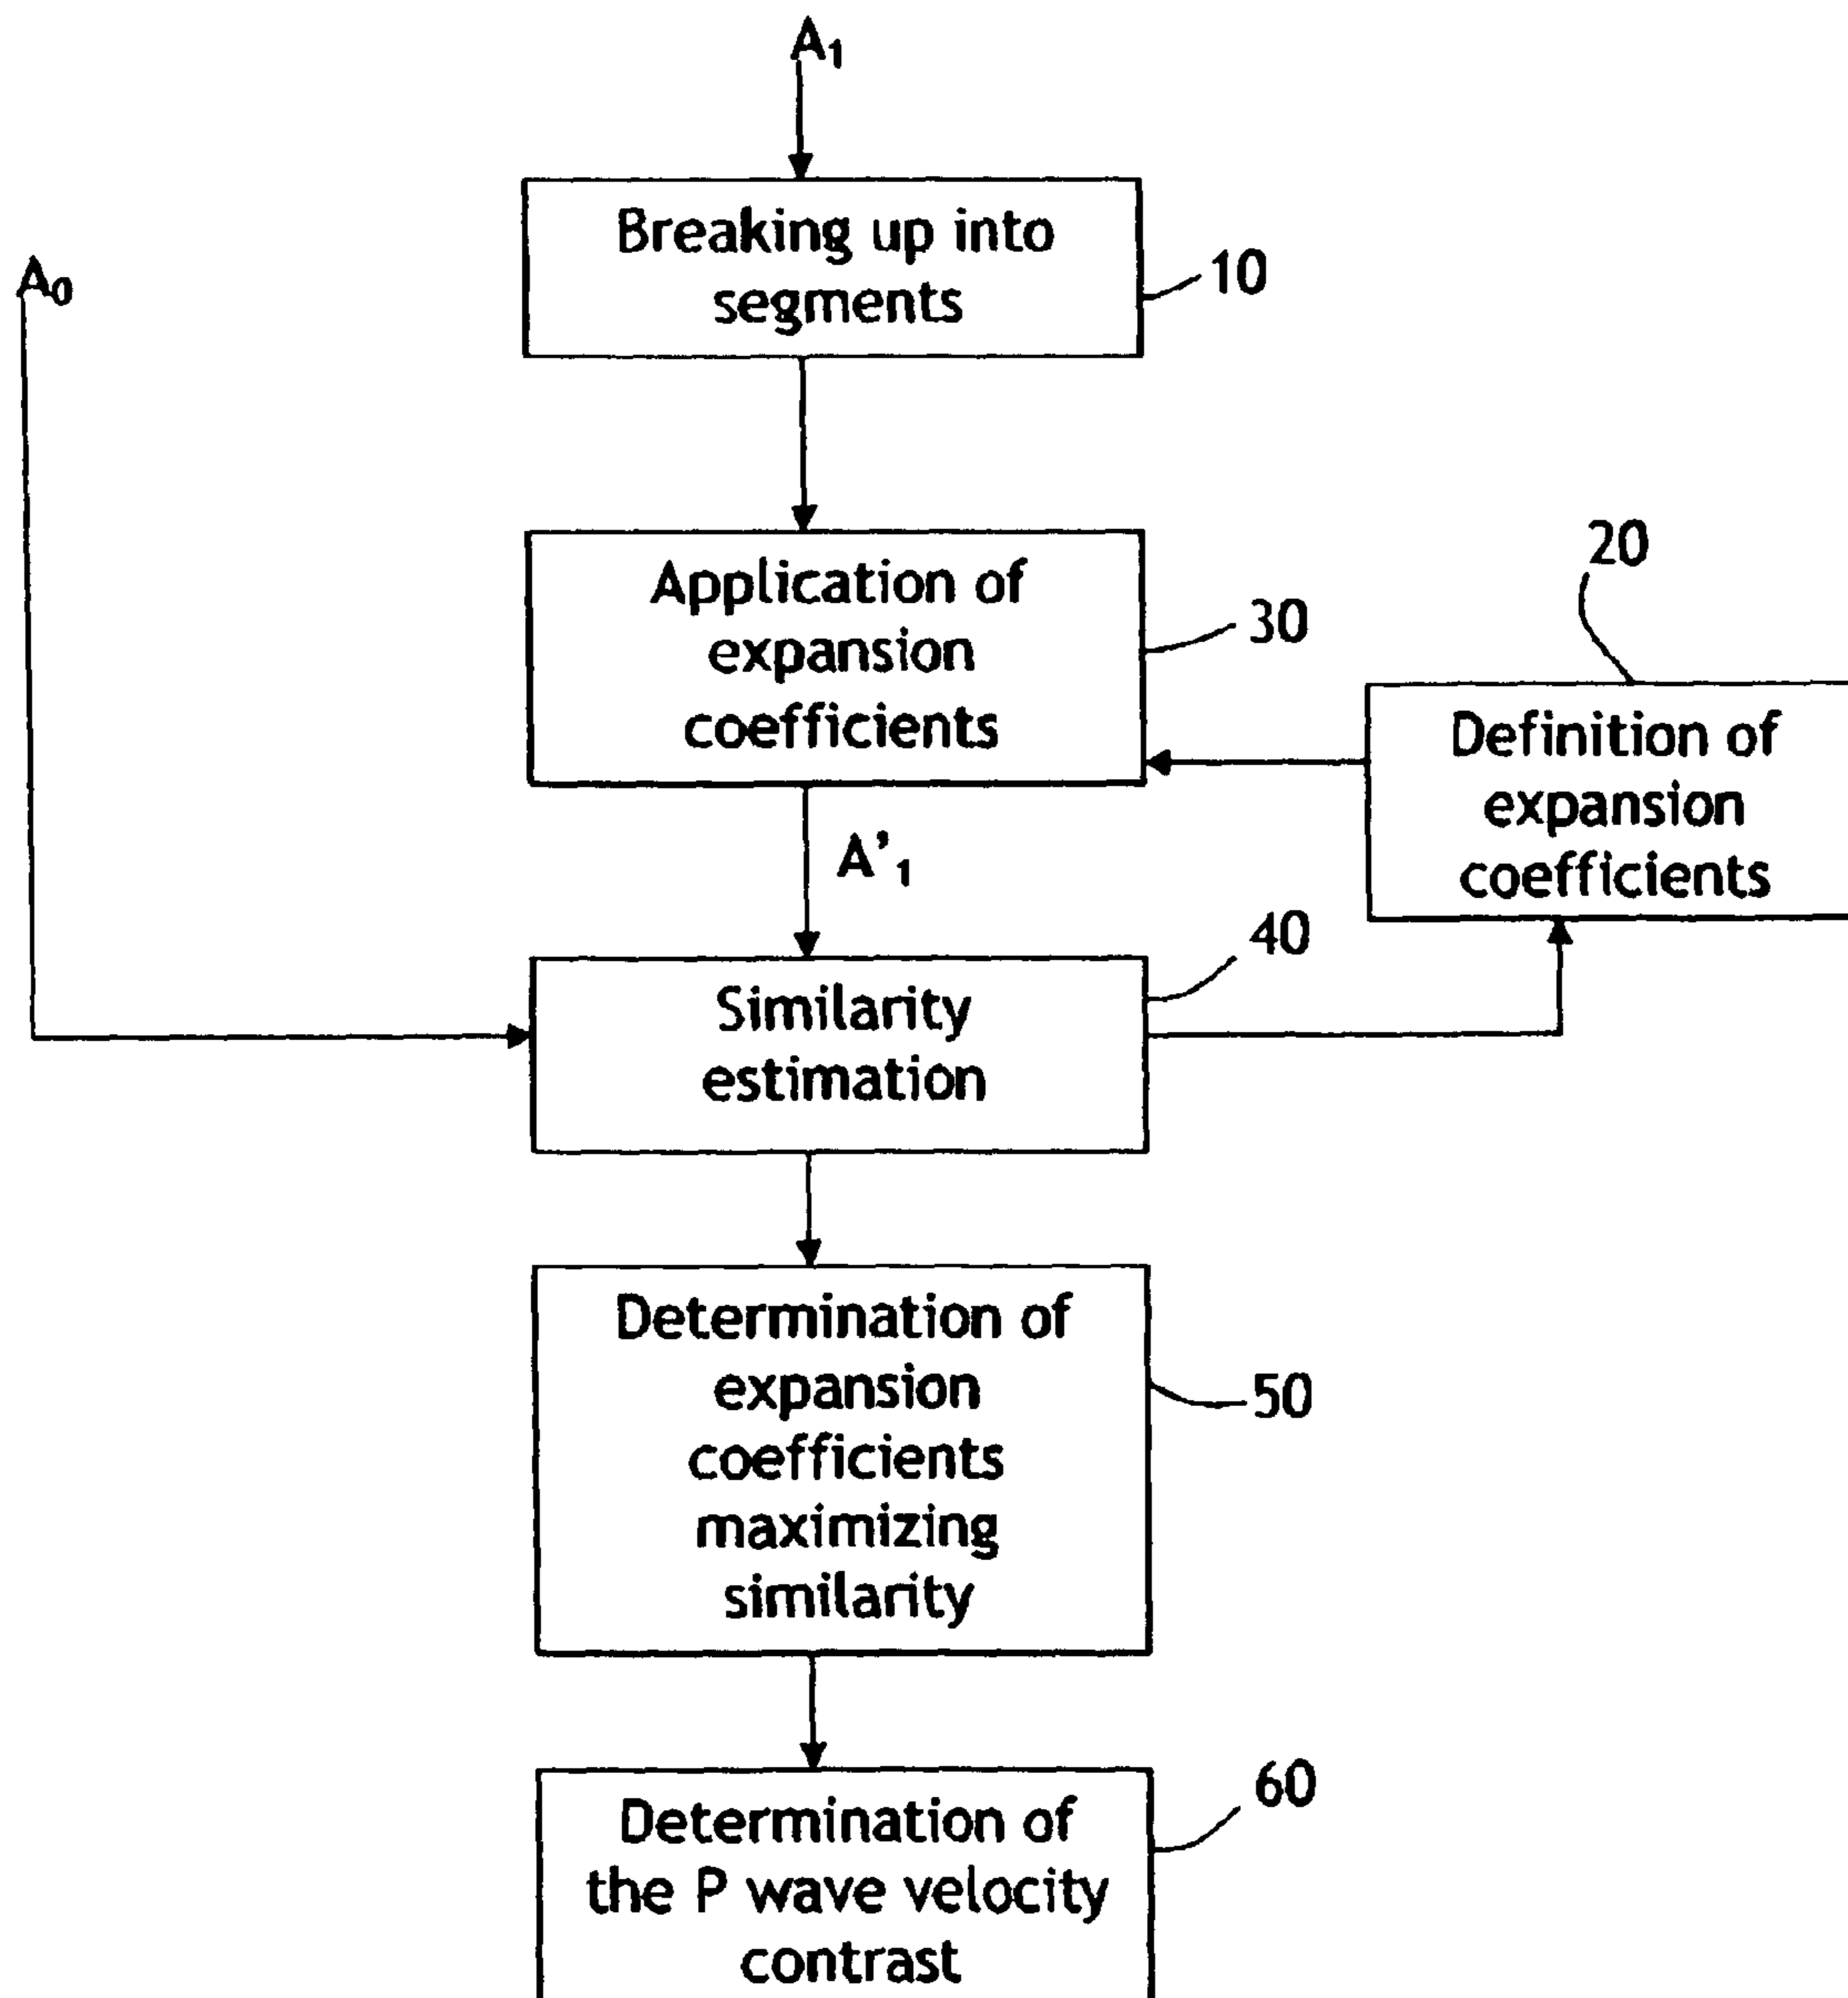 A1
Breaking up into
segments
10
A0
Application of
expansion
coefficients
30
20
Definition of
expansion
coefficients
A'1
40
Similarity
estimation
Determination of
expansion
coefficients
maximizing
similarity
50
60
Determination of
the P wave velocity
contrast